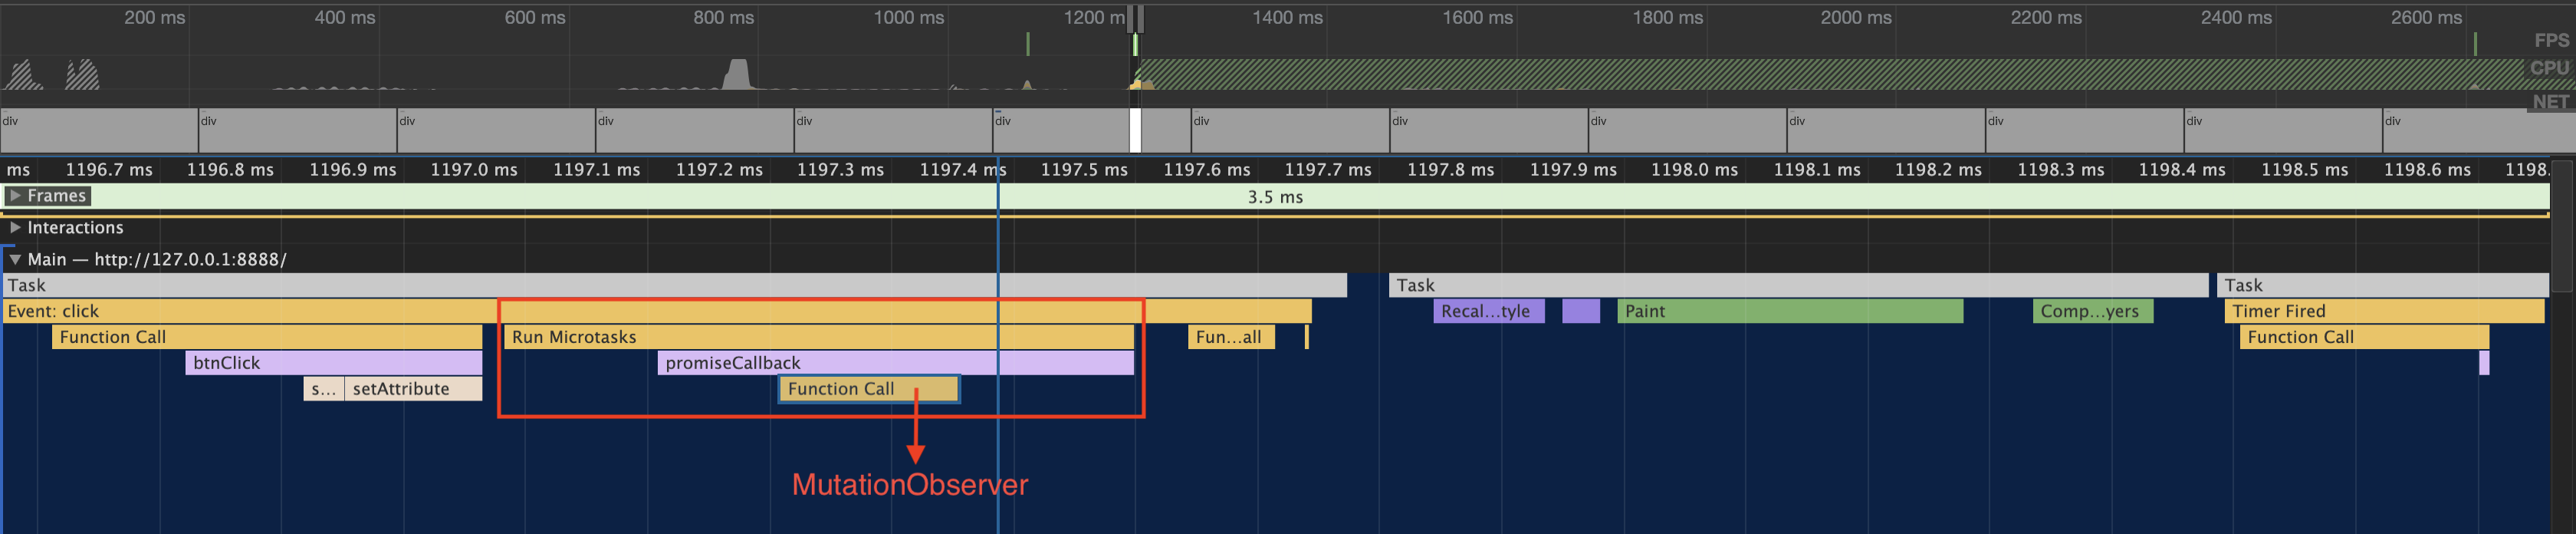 200 ms 400 ms 600 ms 800 ms 1000 ms 1200 m 1400 ms 1600 ms 1800 ms 2000 ms 2200 ms 2400 ms 2600 ms
FPS
CPU
NET
div div div div div div div div div div div div div
ms 1196.7 ms 1196.8 ms 1196.9 ms 1197.0 ms 1197.1 ms 1197.2 ms 1197.3 ms 1197.4 ms 1197.5 ms 1197.6 ms 1197.7 ms 1197.8 ms 1197.9 ms 1198.0 ms 1198.1 ms 1198.2 ms 1198.3 ms 1198.4 ms 1198.5 ms 1198.6 ms 1198.
Frames 3.5 ms
Interactions
Main — http://127.0.0.1:8888/
Task Task Task
Event: click Recal...tyle Paint Comp...yers Timer Fired
Function Call Run Microtasks Fun...all Function Call
btnClick promiseCallback
s... setAttribute Function Call
MutationObserver